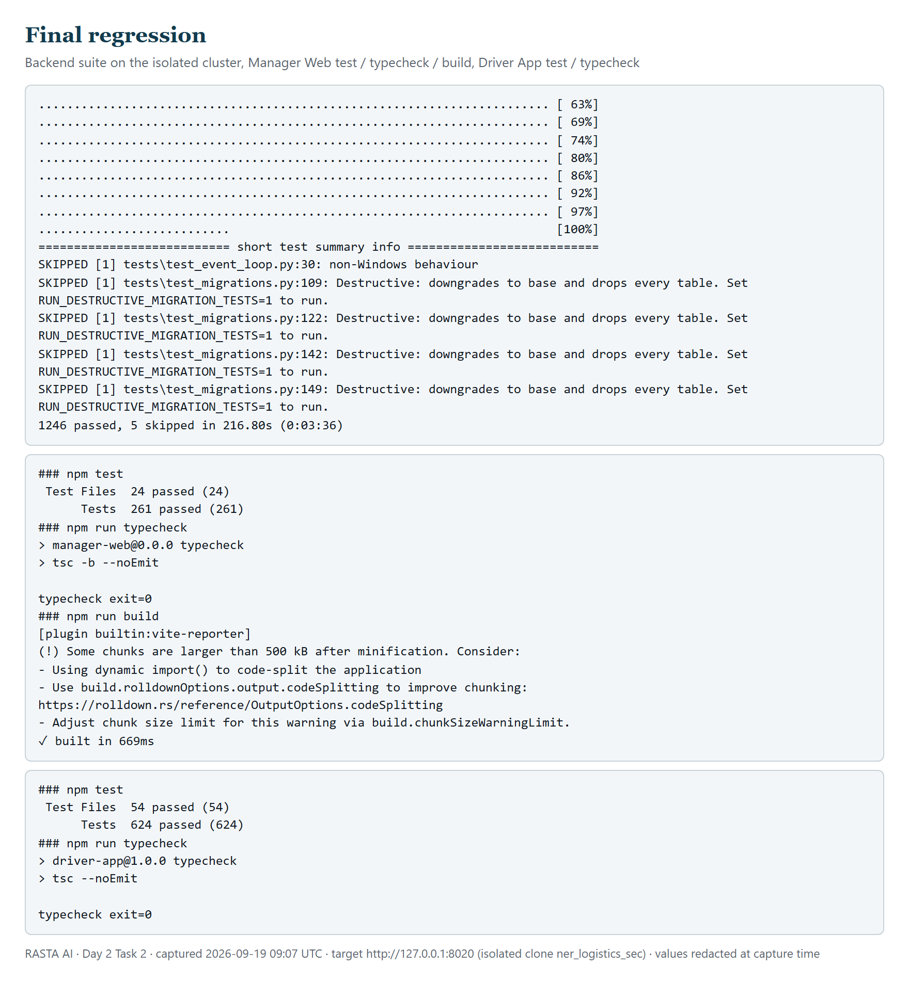 Final regression
Backend suite on the isolated cluster, Manager Web test / typecheck / build, Driver App test / typecheck
........................................................................ [ 63%]
........................................................................ [ 69%]
........................................................................ [ 74%]
........................................................................ [ 80%]
........................................................................ [ 86%]
........................................................................ [ 92%]
........................................................................ [ 97%]
...........................                                              [100%]
=========================== short test summary info ===========================
SKIPPED [1] tests\test_event_loop.py:30: non-Windows behaviour
SKIPPED [1] tests\test_migrations.py:109: Destructive: downgrades to base and drops every table. Set
RUN_DESTRUCTIVE_MIGRATION_TESTS=1 to run.
SKIPPED [1] tests\test_migrations.py:122: Destructive: downgrades to base and drops every table. Set
RUN_DESTRUCTIVE_MIGRATION_TESTS=1 to run.
SKIPPED [1] tests\test_migrations.py:142: Destructive: downgrades to base and drops every table. Set
RUN_DESTRUCTIVE_MIGRATION_TESTS=1 to run.
SKIPPED [1] tests\test_migrations.py:149: Destructive: downgrades to base and drops every table. Set
RUN_DESTRUCTIVE_MIGRATION_TESTS=1 to run.
1246 passed, 5 skipped in 216.80s (0:03:36)
### npm test
 Test Files  24 passed (24)
      Tests  261 passed (261)
### npm run typecheck
> manager-web@0.0.0 typecheck
> tsc -b --noEmit

typecheck exit=0
### npm run build
[plugin builtin:vite-reporter]
(!) Some chunks are larger than 500 kB after minification. Consider:
- Using dynamic import() to code-split the application
- Use build.rolldownOptions.output.codeSplitting to improve chunking:
https://rolldown.rs/reference/OutputOptions.codeSplitting
- Adjust chunk size limit for this warning via build.chunkSizeWarningLimit.
✓ built in 669ms
### npm test
 Test Files  54 passed (54)
      Tests  624 passed (624)
### npm run typecheck
> driver-app@1.0.0 typecheck
> tsc --noEmit

typecheck exit=0
RASTA AI · Day 2 Task 2 · captured 2026-09-19 09:07 UTC · target http://127.0.0.1:8020 (isolated clone ner_logistics_sec) · values redacted at capture time